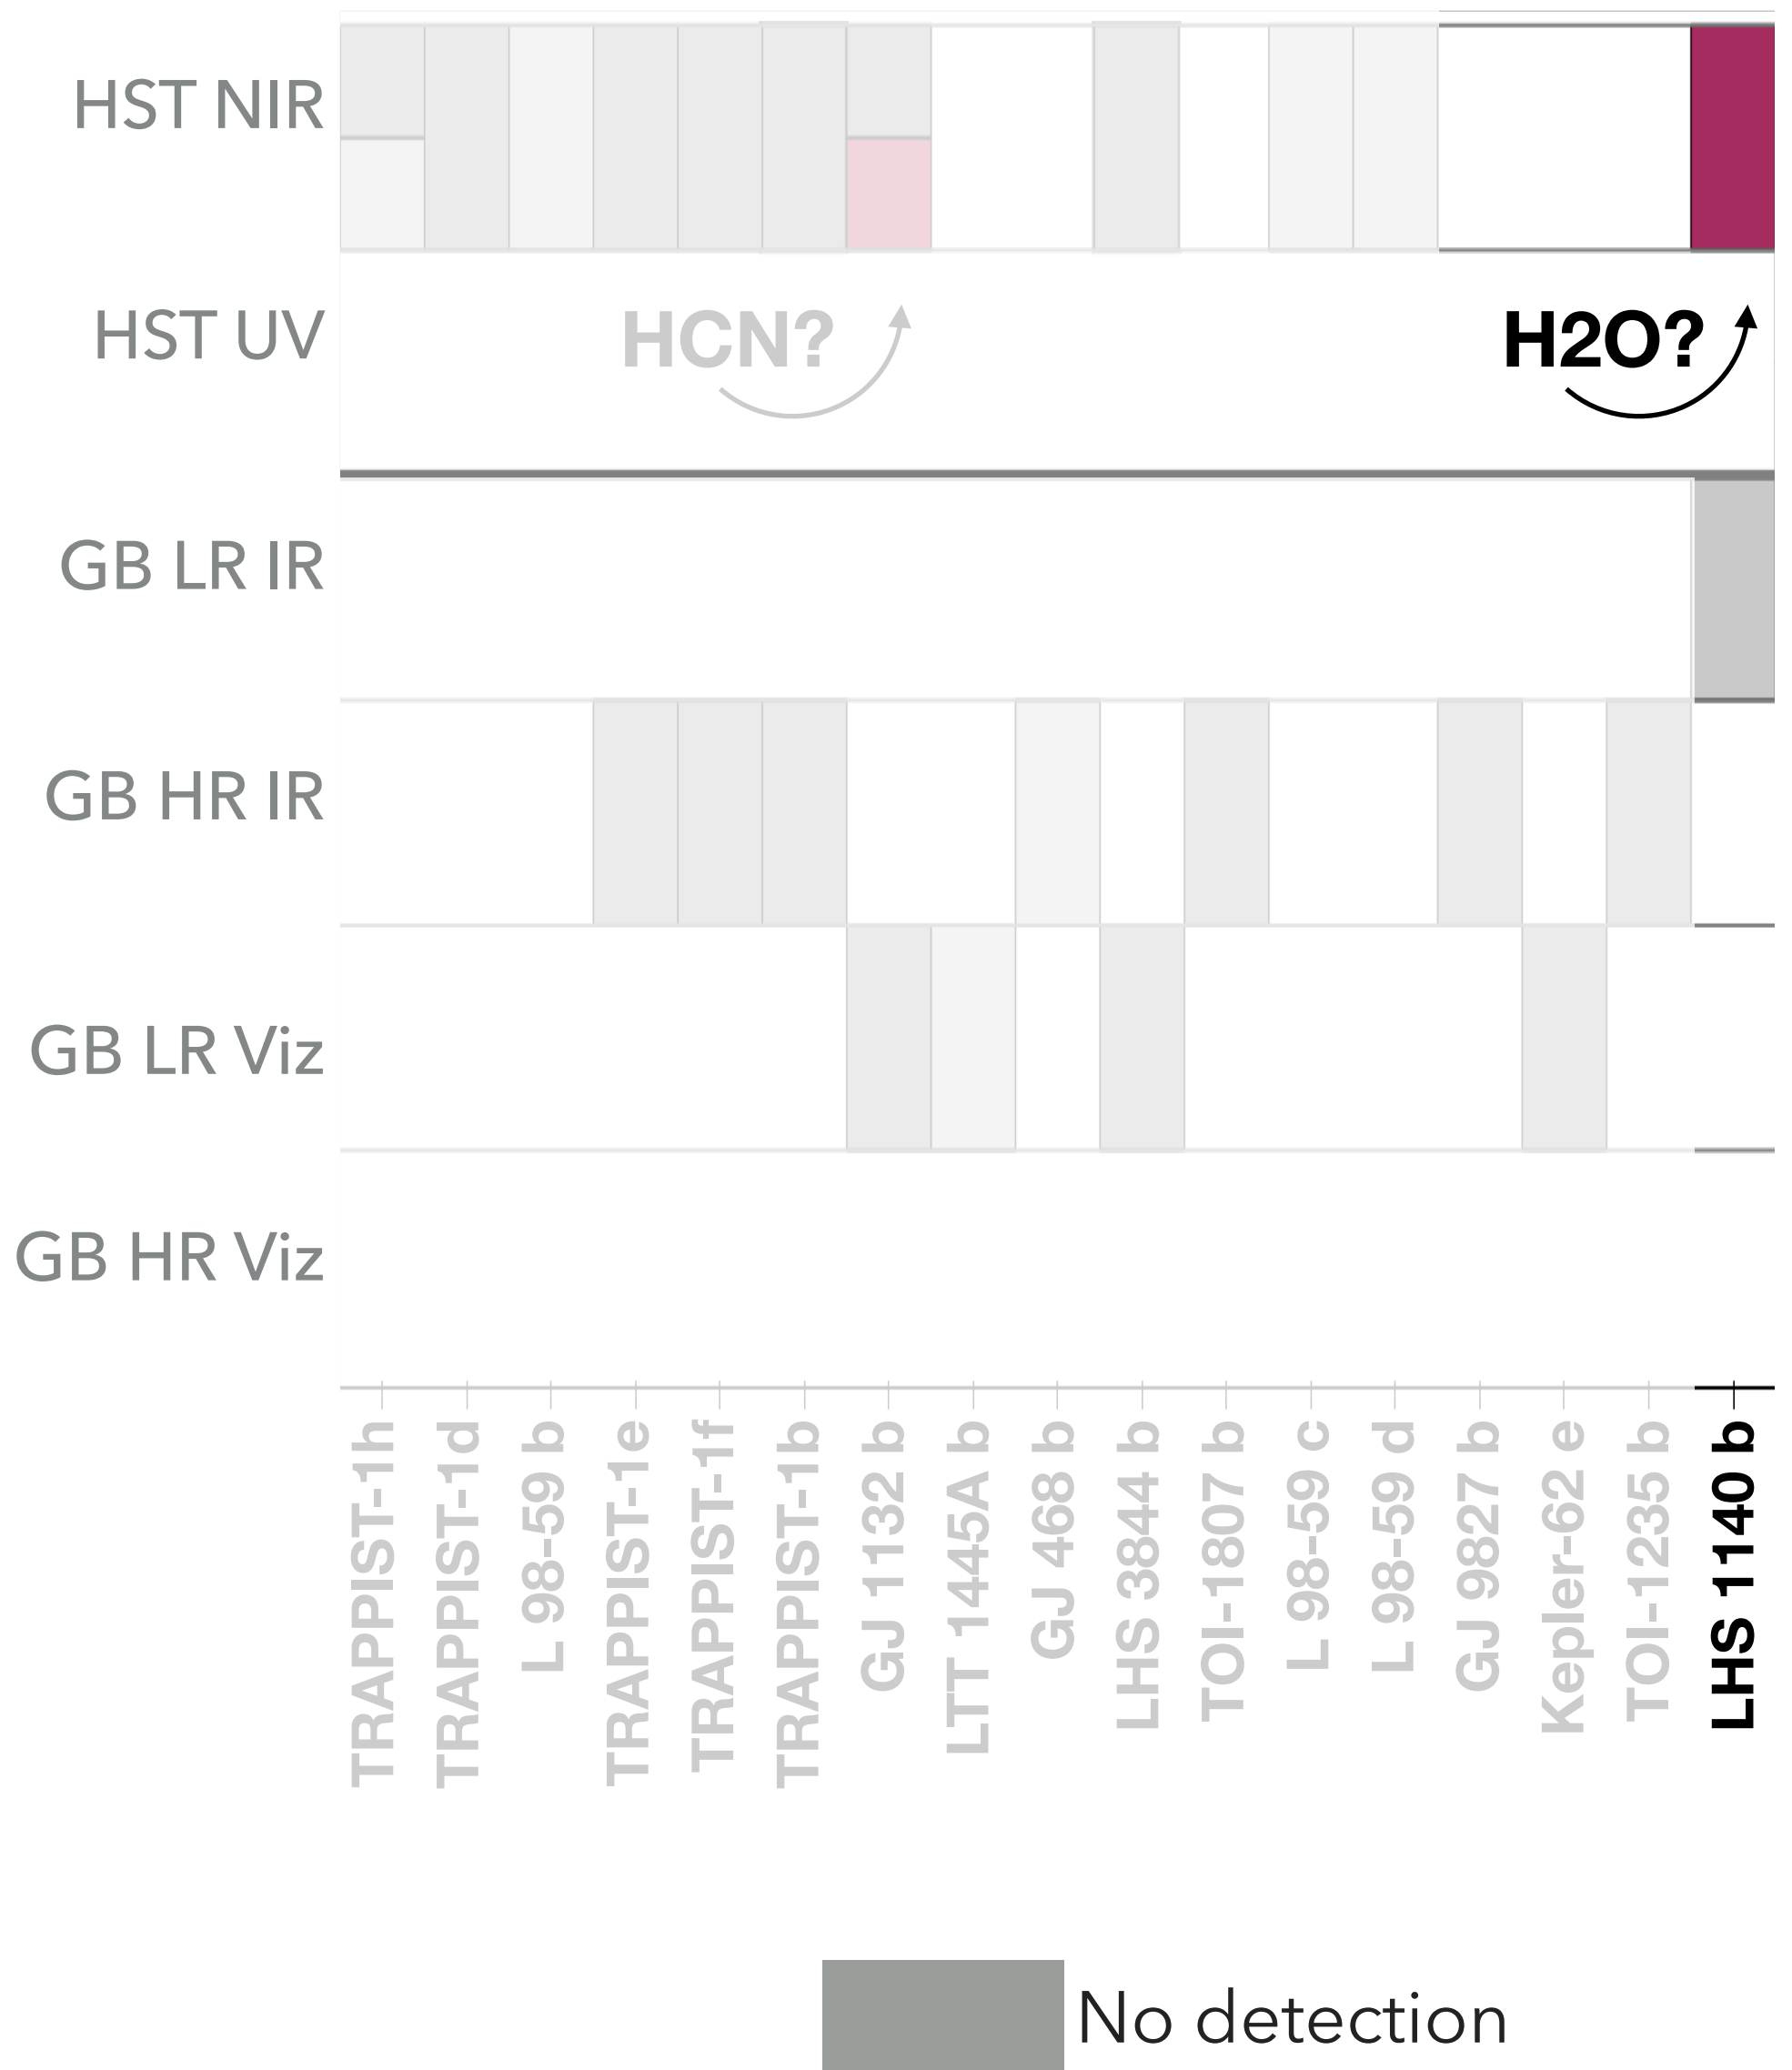 HST NIR
HST UV
HCN?
H2O?
GB LR IR
GB HR IR
GB LR Viz
GB HR Viz
TRAPPIST-1h
TRAPPIST-1d
L 98-59 b
TRAPPIST-1e
TRAPPIST-1f
TRAPPIST-1b
GJ 1132 b
LTT 1445A b
GJ 468 b
LHS 3844 b
TOI-1807 b
L 98-59 c
L 98-59 d
GJ 9827 b
Kepler-62 e
TOI-1235 b
LHS 1140 b
No detection